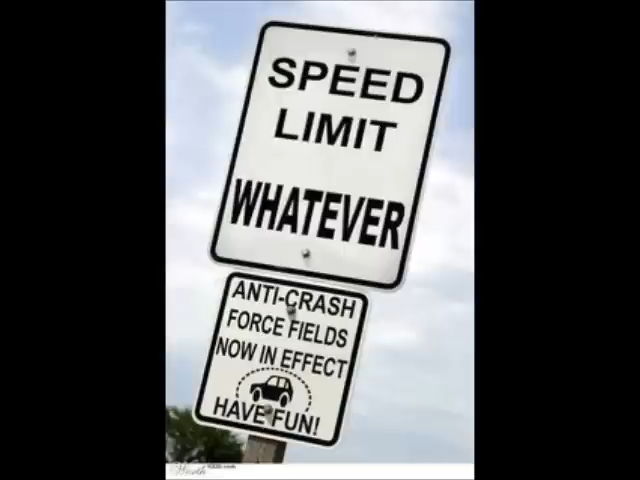 SPEED
LIMIT
WHATEVER
ANTI-CRASH
FORCE FIELDS
NOW IN EFFECT
HAVE FUN!